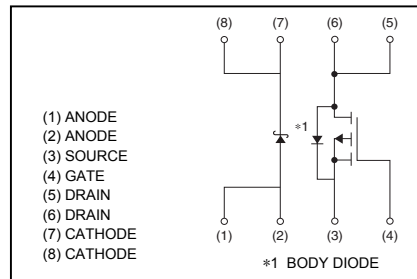 (8) (7) (6) (5)
*1
(1) ANODE
(2) ANODE
(3) SOURCE
(4) GATE
(5) DRAIN
(6) DRAIN
(7) CATHODE
(8) CATHODE
(1) (2) (3) (4)
*1 BODY DIODE